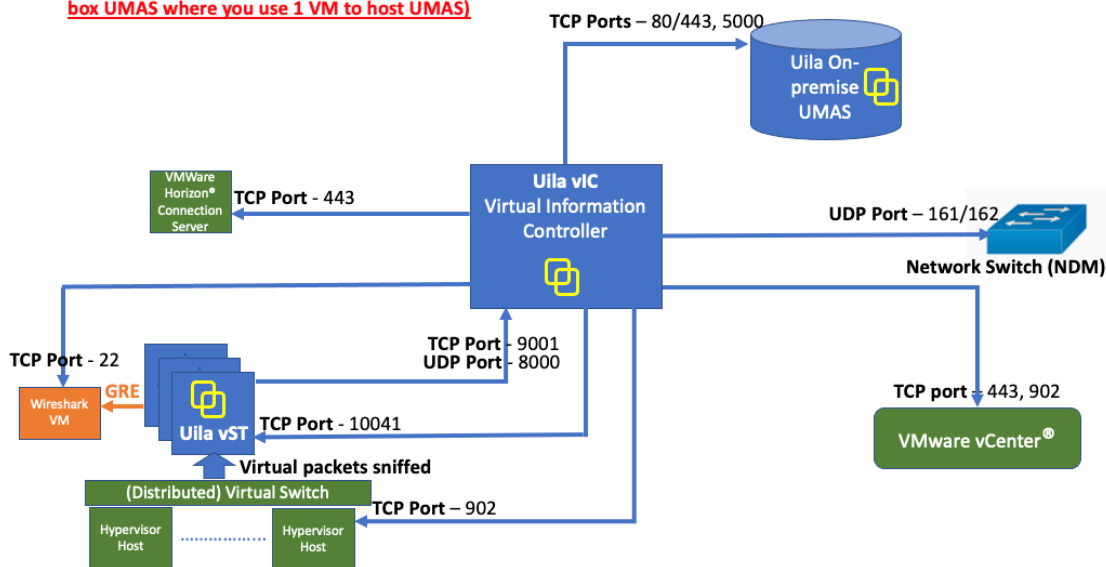 box UMAS where you use 1 VM to host UMAS)
TCP Ports – 80/443, 5000
Uila On-
premise
UMAS
VMWare
Horizon®
Connection
Server
TCP Port - 443
Uila vIC
Virtual Information
Controller
UDP Port – 161/162
Network Switch (NDM)
TCP Port - 9001
UDP Port - 8000
TCP Port - 22
GRE
Wireshark
VM
Uila vST
TCP Port - 10041
TCP port – 443, 902
VMware vCenter®
Virtual packets sniffed
(Distributed) Virtual Switch
TCP Port – 902
Hypervisor
Host
Hypervisor
Host